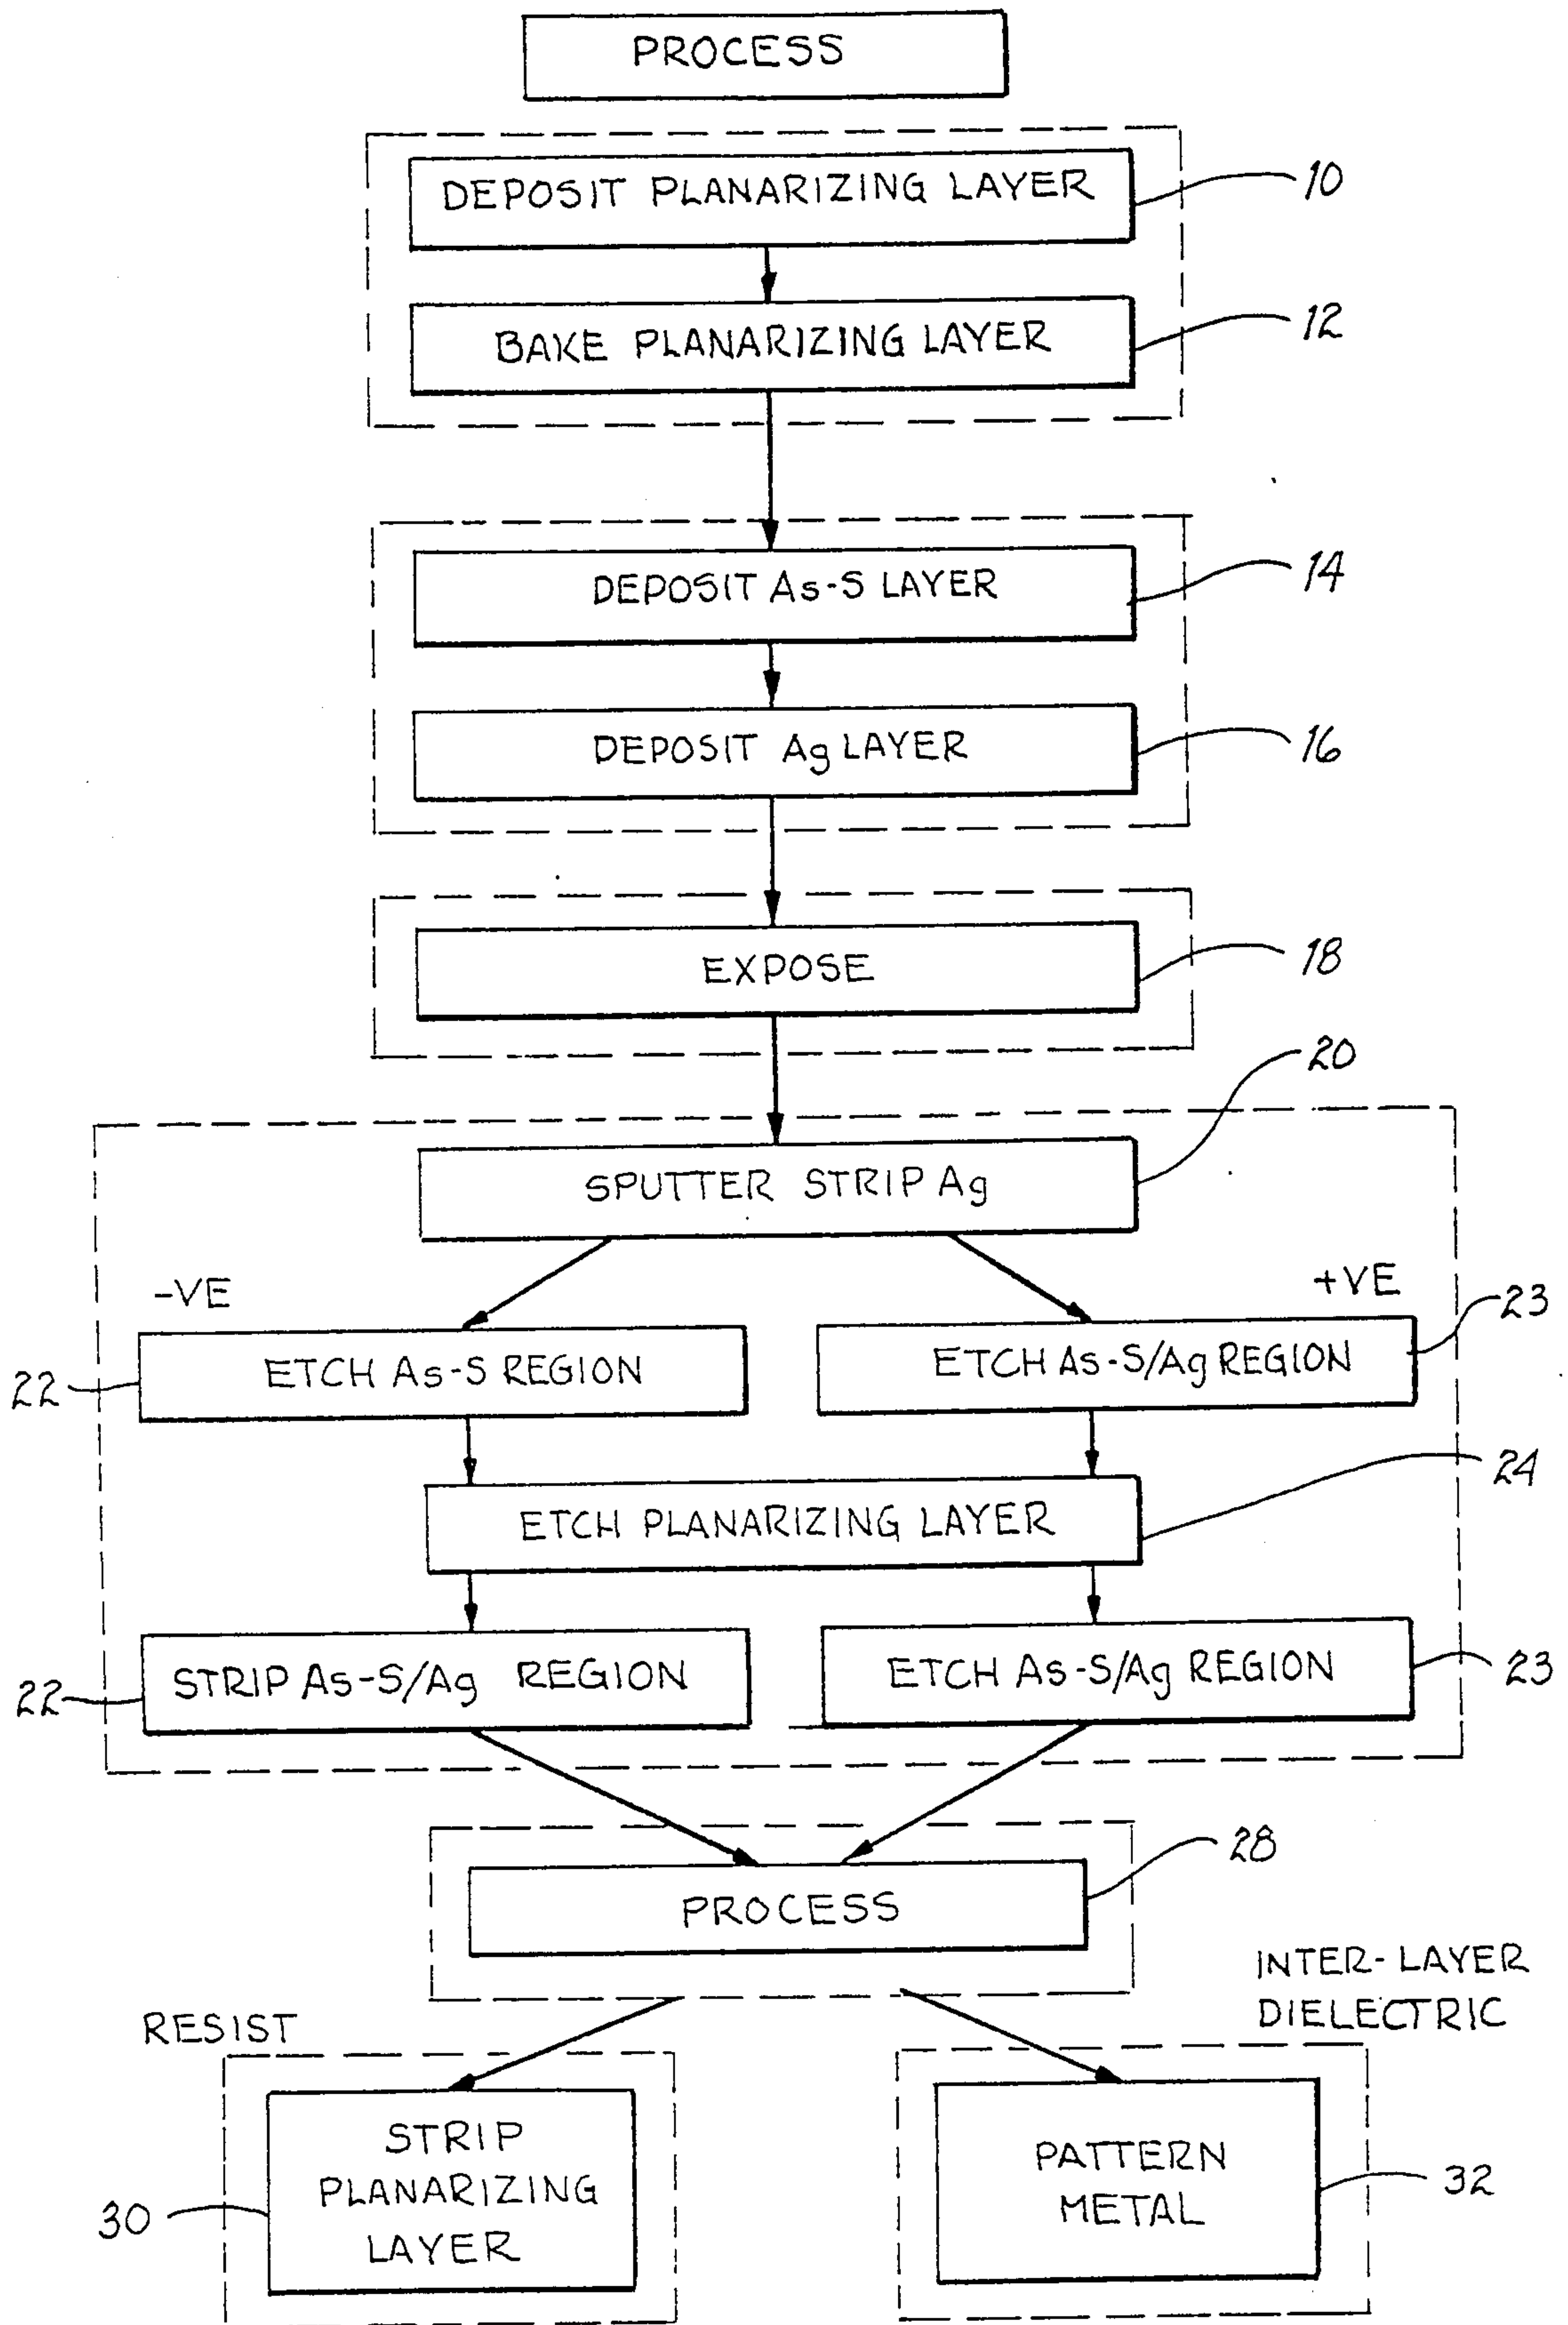 PROCESS
DEPOSIT PLANARIZING LAYER
10
BAKE PLANARIZING LAYER
12
DEPOSIT As-S LAYER
14
DEPOSIT Ag LAYER
16
EXPOSE
18
20
SPUTTER STRIP Ag
-VE
+VE
23
ETCH As-S REGION
ETCH As-S/Ag REGION
22
24
ETCH PLANARIZING LAYER
STRIP As-S/Ag REGION
ETCH As-S/Ag REGION
22
23
28
PROCESS
INTER-LAYER
DIELECTRIC
RESIST
STRIP
PLANARIZING
LAYER
30
PATTERN
METAL
32